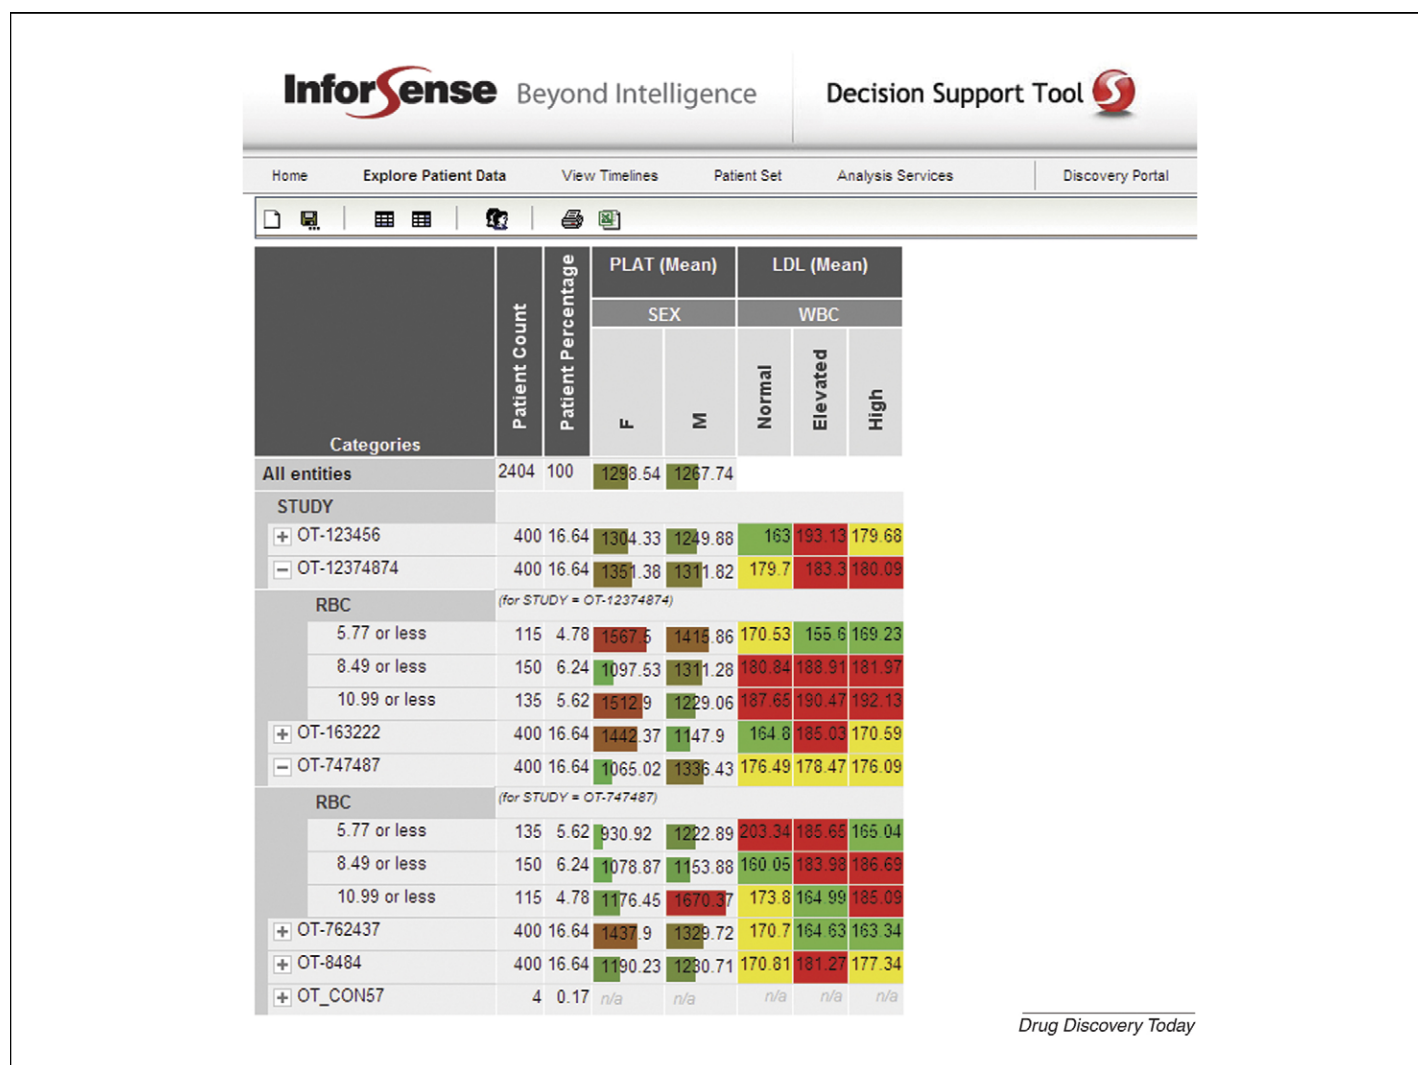 InforSense Beyond Intelligence Decision Support Tool
Home Explore Patient Data View Timelines Patient Set Analysis Services Discovery Portal
Categories Patient Count Patient Percentage PLAT (Mean) LDL (Mean)
SEX WBC
F M Normal Elevated High
All entities 2404 100 1298.54 1267.74
STUDY
OT-123456 400 16.64 1304.33 1249.88 163 193.13 179.68
OT-12374874 400 16.64 1351.38 1311.82 179.7 183.3 180.09
RBC (for STUDY = OT-12374874)
5.77 or less 115 4.78 1567.5 1415.86 170.53 155.6 169.23
8.49 or less 150 6.24 1097.53 1311.28 180.84 188.91 181.97
10.99 or less 135 5.62 1512.9 1229.06 187.65 190.47 192.13
OT-163222 400 16.64 1442.37 1147.9 164.8 185.03 170.59
OT-747487 400 16.64 1065.02 1336.43 176.49 178.47 176.09
RBC (for STUDY = OT-747487)
5.77 or less 135 5.62 930.92 1222.89 203.34 185.65 165.04
8.49 or less 150 6.24 1078.87 1153.88 160.05 183.98 186.69
10.99 or less 115 4.78 1176.45 1670.37 173.8 164.99 185.09
OT-762437 400 16.64 1437.9 1329.72 170.7 164.63 163.34
OT-8484 400 16.64 1190.23 1230.71 170.81 181.27 177.34
OT_CON57 4 0.17 n/a n/a n/a n/a n/a
Drug Discovery Today